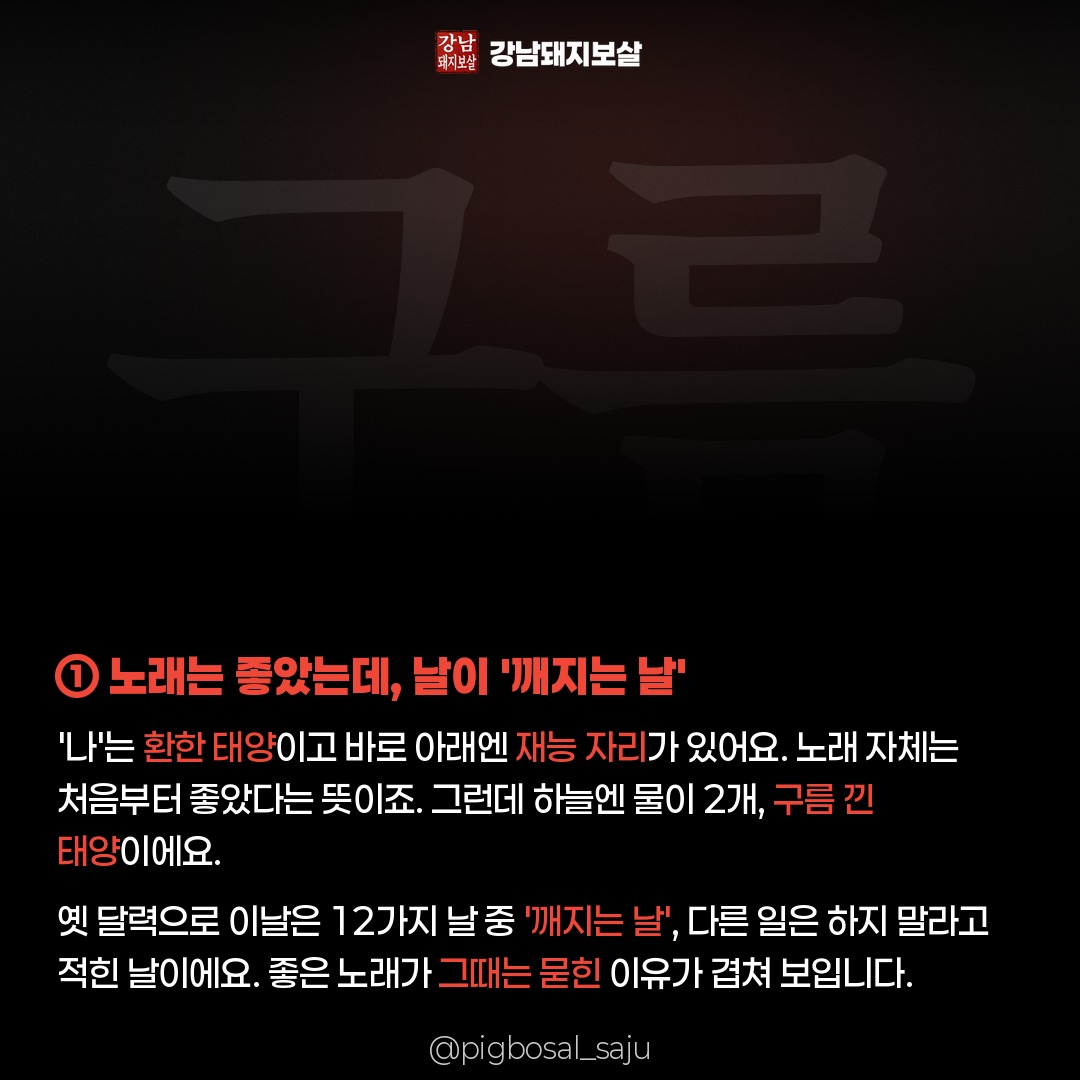 강남
돼지보살
강남돼지보살
구름
① 노래는 좋았는데, 날이 '깨지는 날'
'나'는 환한 태양이고 바로 아래엔 재능 자리가 있어요. 노래 자체는
처음부터 좋았다는 뜻이죠. 그런데 하늘엔 물이 2개, 구름 낀
태양이에요.
옛 달력으로 이날은 12가지 날 중 '깨지는 날', 다른 일은 하지 말라고
적힌 날이에요. 좋은 노래가 그때는 묻힌 이유가 겹쳐 보입니다.
@pigbosal_saju